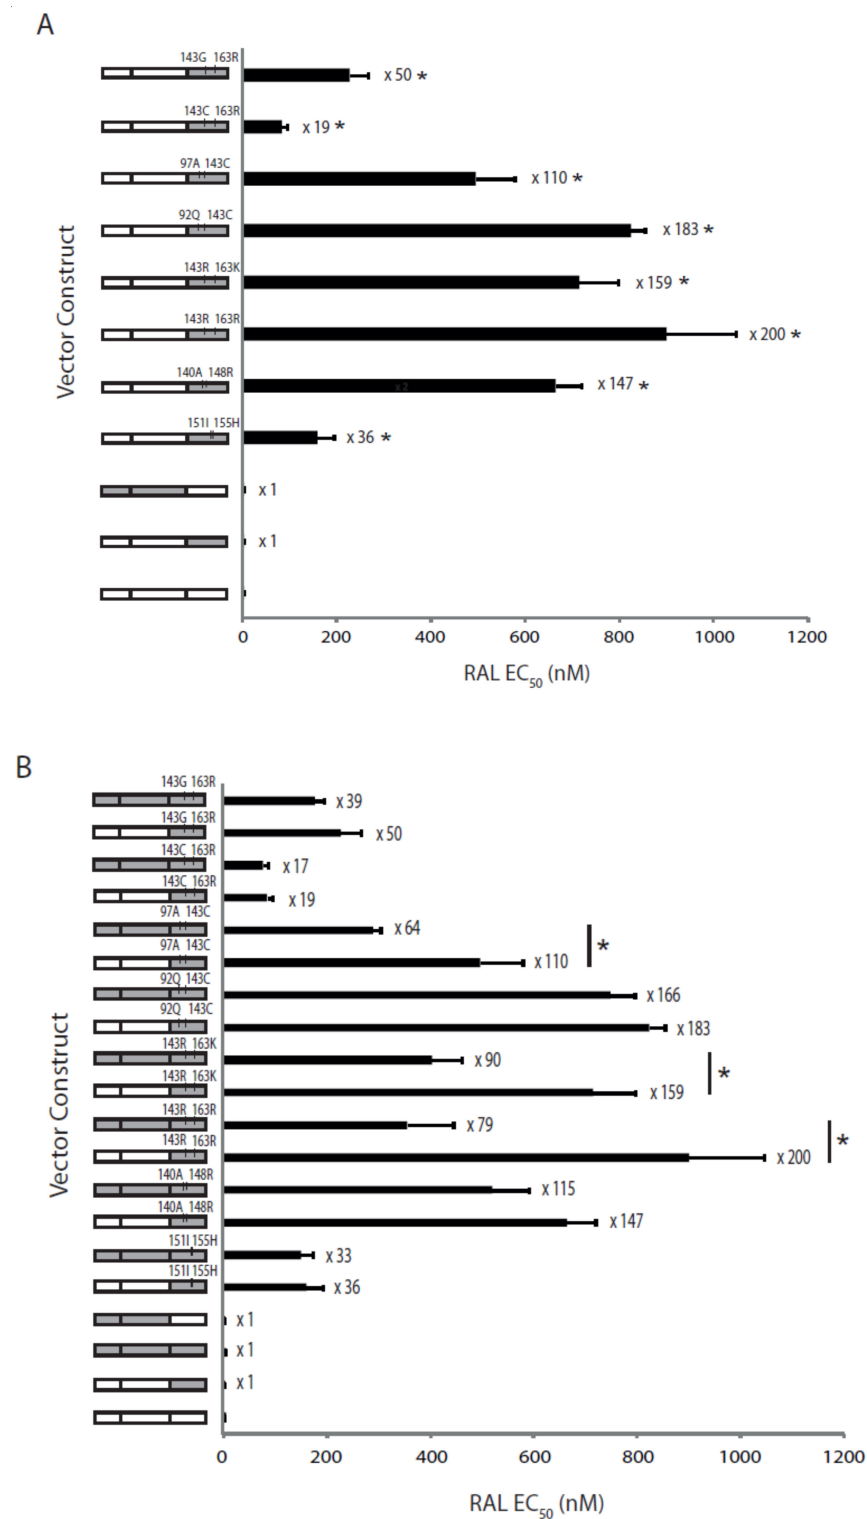 A
Vector Construct
143G 163R
x 50 *
143C 163R
x 19 *
97A 143C
x 110 *
92Q 143C
x 183 *
143R 163K
x 159 *
143R 163R
x 200 *
140A 148R
x 2
x 147 *
151I 155H
x 36 *
x 1
x 1
0 200 400 600 800 1000 1200
RAL EC50 (nM)
B
Vector Construct
143G 163R
x 39
143G 163R
x 50
143C 163R
x 17
143C 163R
x 19
97A 143C
x 64
*
97A 143C
x 110
92Q 143C
x 166
92Q 143C
x 183
143R 163K
x 90
*
143R 163K
x 159
143R 163R
x 79
*
143R 163R
x 200
140A 148R
x 115
140A 148R
x 147
151I 155H
x 33
151I 155H
x 36
x 1
x 1
x 1
0 200 400 600 800 1000 1200
RAL EC50 (nM)